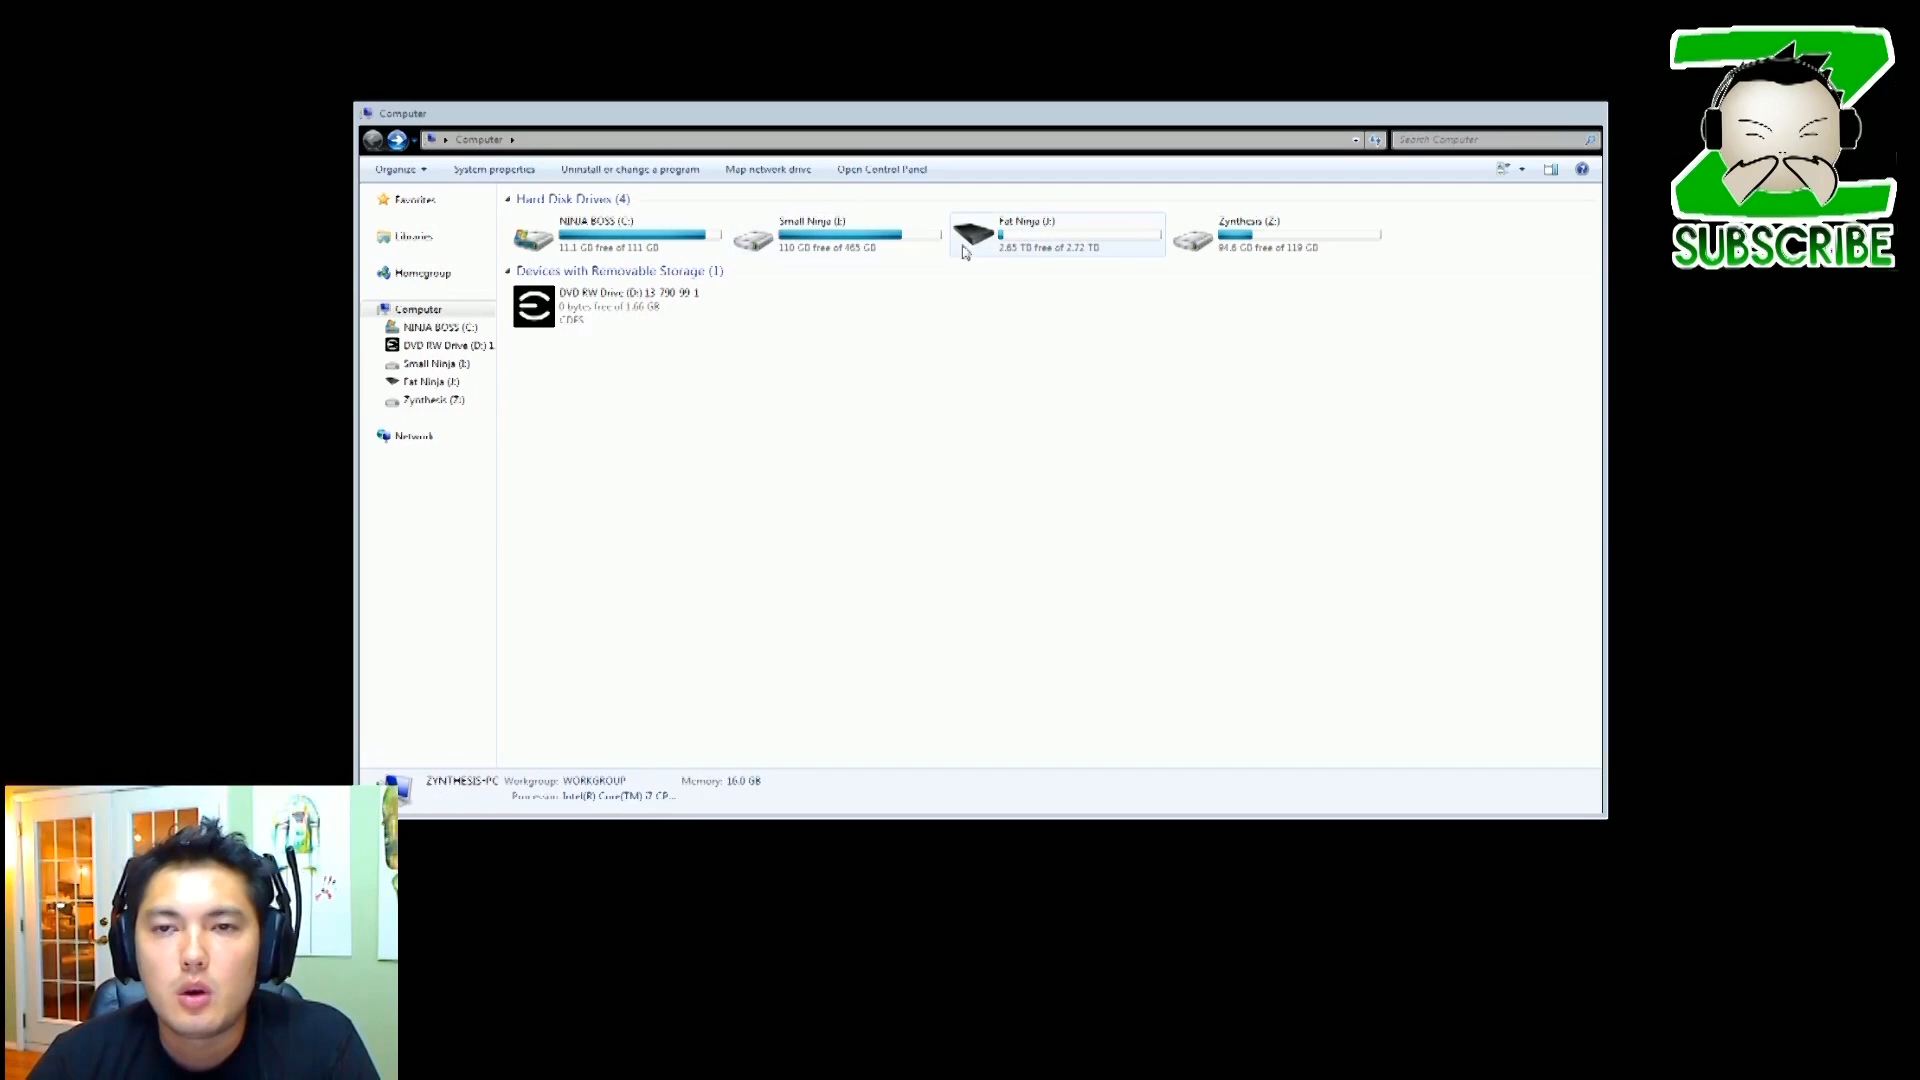 Computer
Computer
Search Computer
Organize
System properties
Uninstall or change a program
Map network drive
Open Control Panel
Favorites
Libraries
Homegroup
Computer
NINJA BOSS (C:)
DVD RW Drive (D:) 1
Small Ninja (I:)
Fat Ninja (J:)
Zynthesis (Z:)
Network
Hard Disk Drives (4)
NINJA BOSS (C:)
11.1 GB free of 111 GB
Small Ninja (I:)
110 GB free of 465 GB
Fat Ninja (J:)
2.65 TB free of 2.72 TB
Zynthesis (Z:)
94.6 GB free of 119 GB
Devices with Removable Storage (1)
DVD RW Drive (D:) 13 790 99 1
0 bytes free of 1.66 GB
CDFS
ZYNTHESIS-PC Workgroup: WORKGROUP Memory: 16.0 GB
Processor: Intel(R) Core(TM) i7 CP...
SUBSCRIBE